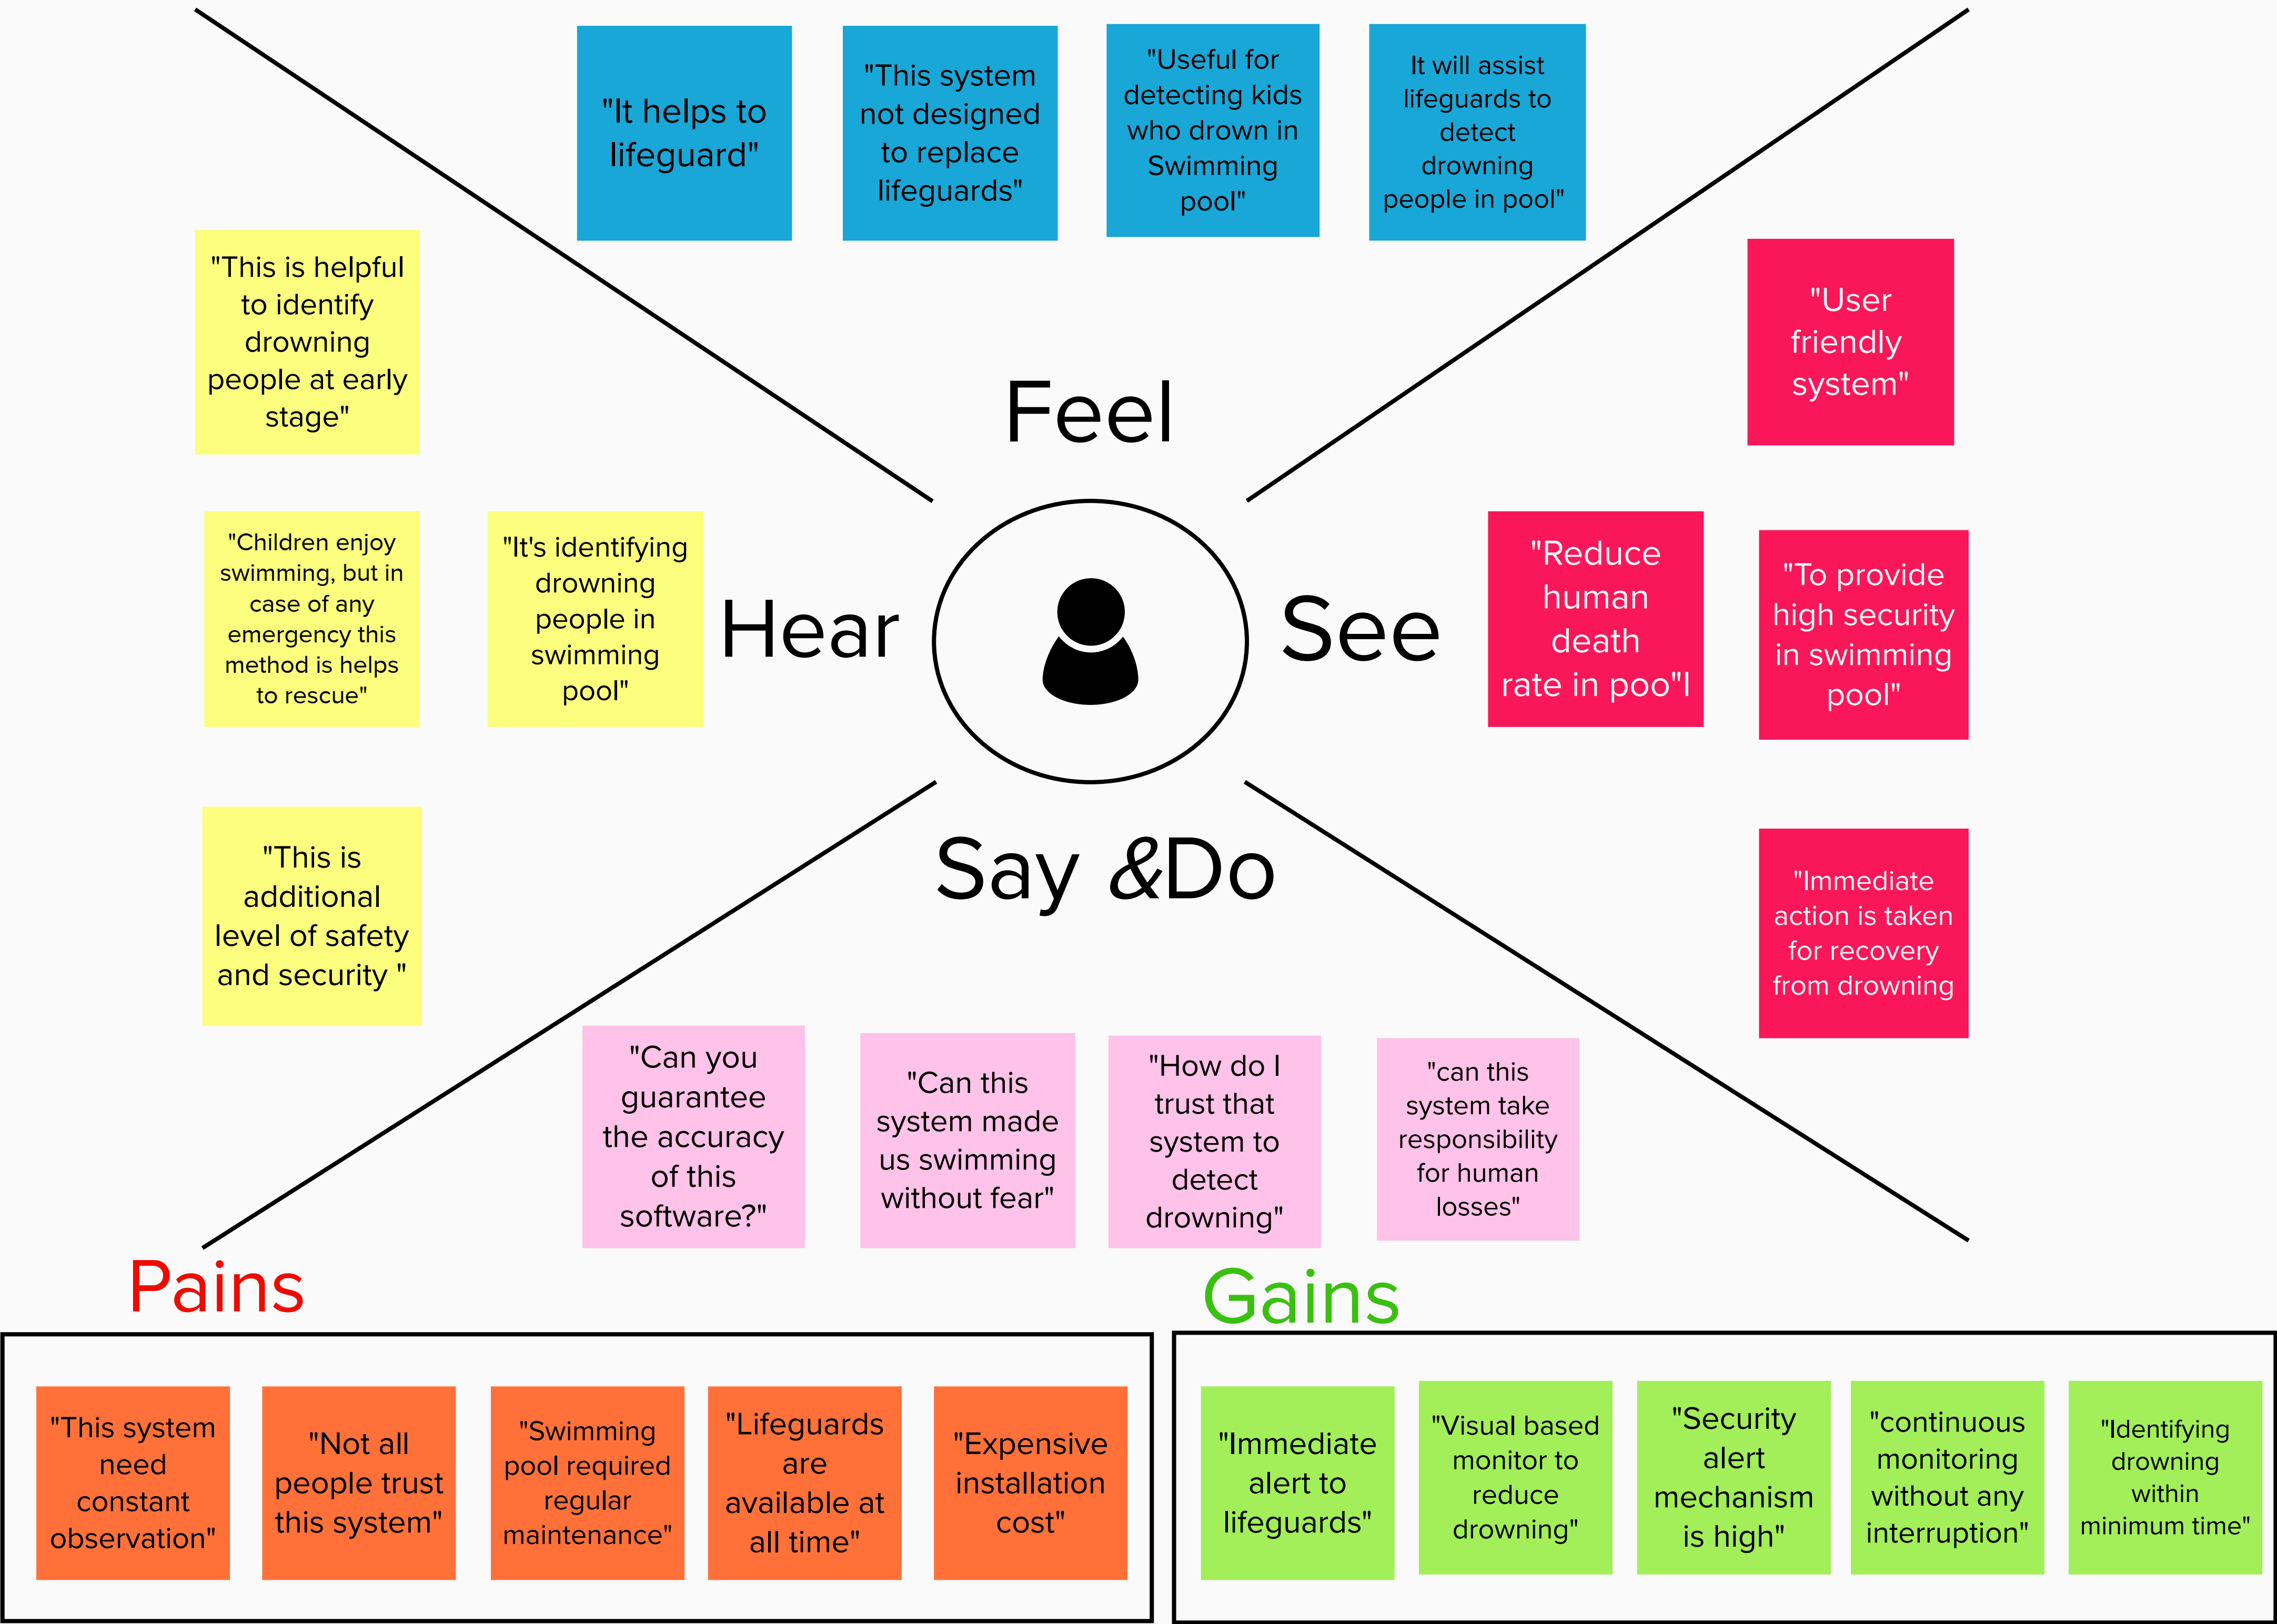 "It helps to
lifeguard"
"This system
not designed
to replace
lifeguards"
"Useful for
detecting kids
who drown in
Swimming
pool"
It will assist
lifeguards to
detect
drowning
people in pool"
Feel
"This is helpful
to identify
drowning
people at early
stage"
"Children enjoy
swimming, but in
case of any
emergency this
method is helps
to rescue"
"It's identifying
drowning
people in
swimming
pool"
Hear
"This is
additional
level of safety
and security "
See
"User
friendly
system"
"Reduce
human
death
rate in poo"l
"To provide
high security
in swimming
pool"
"Immediate
action is taken
for recovery
from drowning
Say &Do
"Can you
guarantee
the accuracy
of this
software?"
"Can this
system made
us swimming
without fear"
"How do I
trust that
system to
detect
drowning"
"can this
system take
responsibility
for human
losses"
Pains
"This system
need
constant
observation"
"Not all
people trust
this system"
"Swimming
pool required
regular
maintenance"
"Lifeguards
are
available at
all time"
"Expensive
installation
cost"
Gains
"Immediate
alert to
lifeguards"
"Visual based
monitor to
reduce
drowning"
"Security
alert
mechanism
is high"
"continuous
monitoring
without any
interruption"
"Identifying
drowning
within
minimum time"